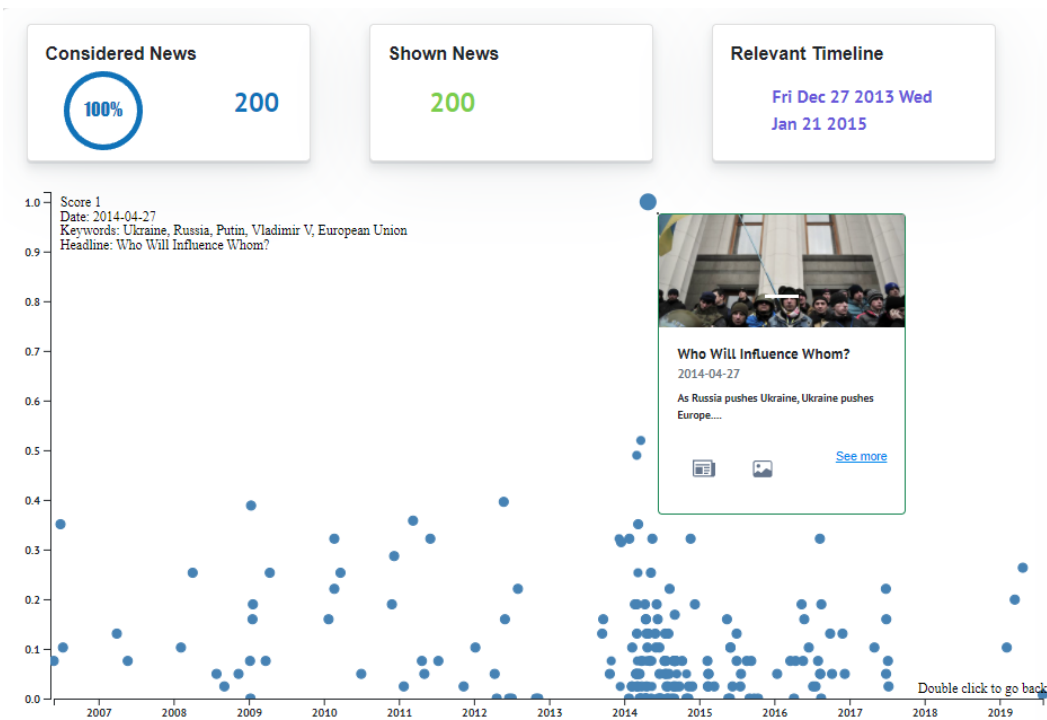 Considered News
100%
200
Shown News
200
Relevant Timeline
Fri Dec 27 2013 Wed
Jan 21 2015
1.0
Score 1
Date: 2014-04-27
Keywords: Ukraine, Russia, Putin, Vladimir V, European Union
Headline: Who Will Influence Whom?
0.9
0.8
0.7
0.6
0.5
0.4
0.3
0.2
0.1
0.0
Who Will Influence Whom?
2014-04-27
As Russia pushes Ukraine, Ukraine pushes
Europe....
See more
Double click to go back
2007 2008 2009 2010 2011 2012 2013 2014 2015 2016 2017 2018 2019